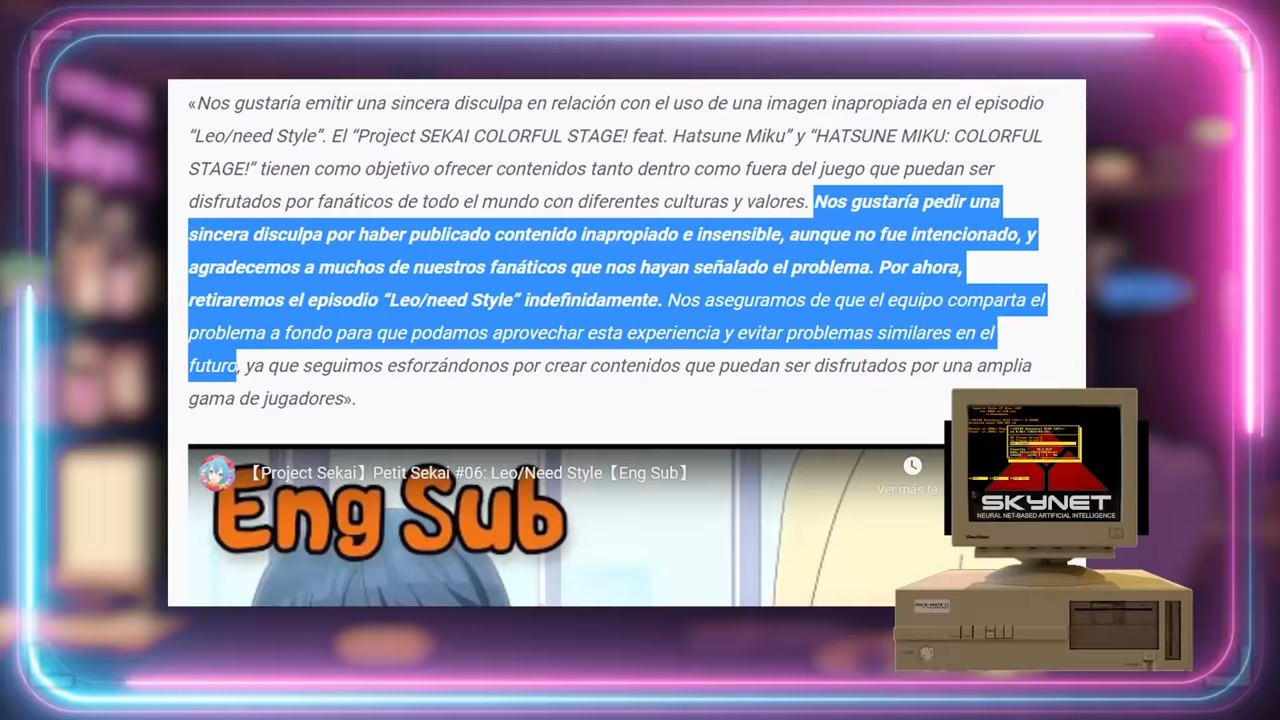 «Nos gustaría emitir una sincera disculpa en relación con el uso de una imagen inapropiada en el episodio
“Leo/need Style”. El “Project SEKAI COLORFUL STAGE! feat. Hatsune Miku” y “HATSUNE MIKU: COLORFUL
STAGE!” tienen como objetivo ofrecer contenidos tanto dentro como fuera del juego que puedan ser
disfrutados por fanáticos de todo el mundo con diferentes culturas y valores. Nos gustaría pedir una
sincera disculpa por haber publicado contenido inapropiado e insensible, aunque no fue intencionado, y
agradecemos a muchos de nuestros fanáticos que nos hayan señalado el problema. Por ahora,
retiraremos el episodio “Leo/need Style” indefinidamente. Nos aseguramos de que el equipo comparta el
problema a fondo para que podamos aprovechar esta experiencia y evitar problemas similares en el
futuro, ya que seguimos esforzándonos por crear contenidos que puedan ser disfrutados por una amplia
gama de jugadores».
【Project Sekai】Petit Sekai #06: Leo/Need Style【Eng Sub】
Ver más ta
Eng Sub
SKYNET
NEURAL NET-BASED ARTIFICIAL INTELLIGENCE
PACK-MATE II